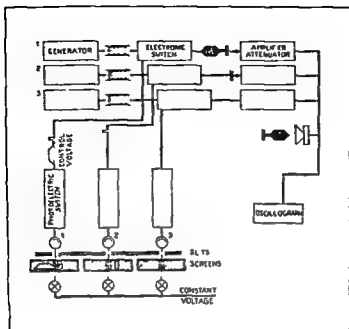 1 GENERATOR ELECTRONIC SWITCH AMPLIFIER ATTENUATOR
2
3
CONTROL VOLTAGE
PHOTOELECTRIC SWITCH
OSCILLOGRAPH
1 2 3
SLITS
SCREENS
CONSTANT VOLTAGE